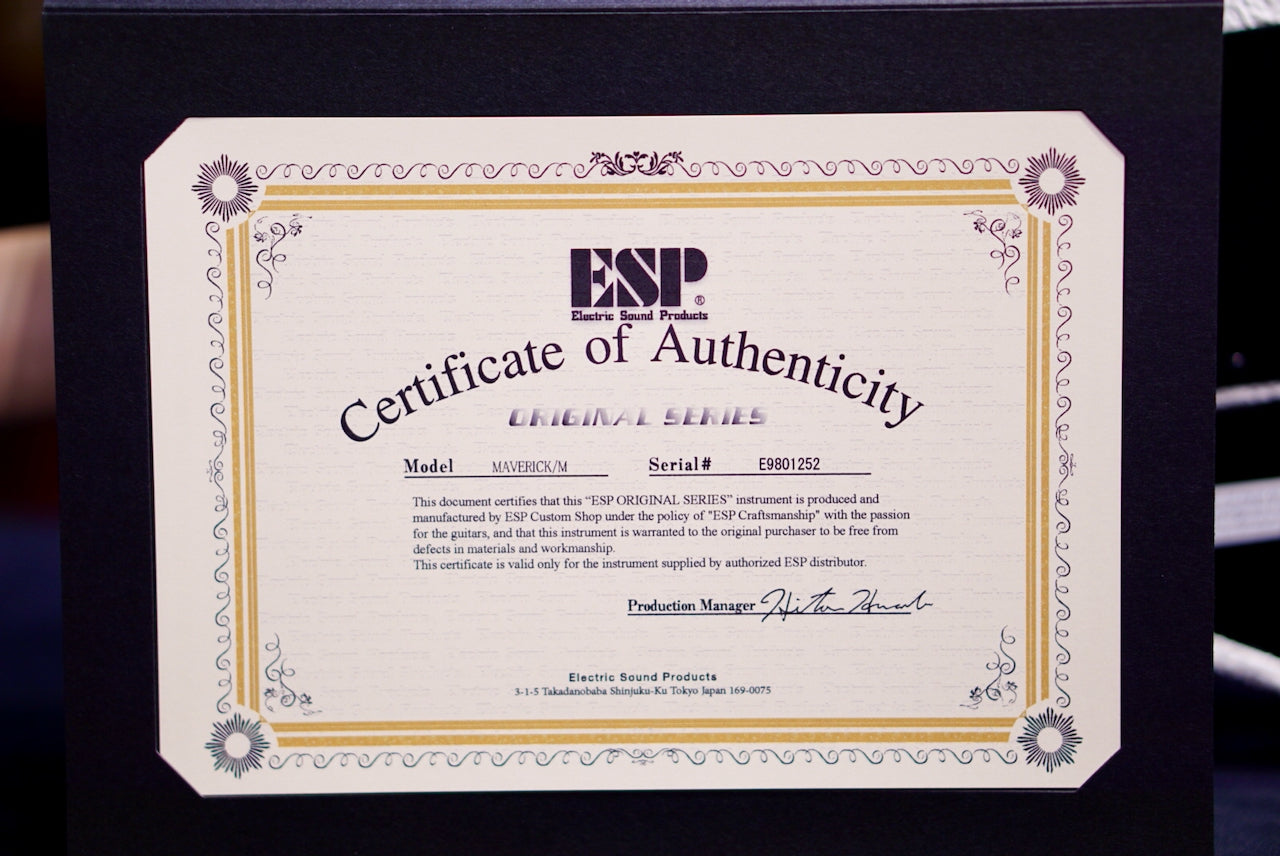 ESP®
Electric Sound Products
Certificate of Authenticity
ORIGINAL SERIES
Model MAVERICK/M Serial# E9801252
This document certifies that this “ESP ORIGINAL SERIES” instrument is produced and
manufactured by ESP Custom Shop under the policy of "ESP Craftsmanship" with the passion
for the guitars, and that this instrument is warranted to the original purchaser to be free from
defects in materials and workmanship.
This certificate is valid only for the instrument supplied by authorized ESP distributor.
Production Manager
Electric Sound Products
3-1-5 Takadanobaba Shinjuku-Ku Tokyo Japan 169-0075